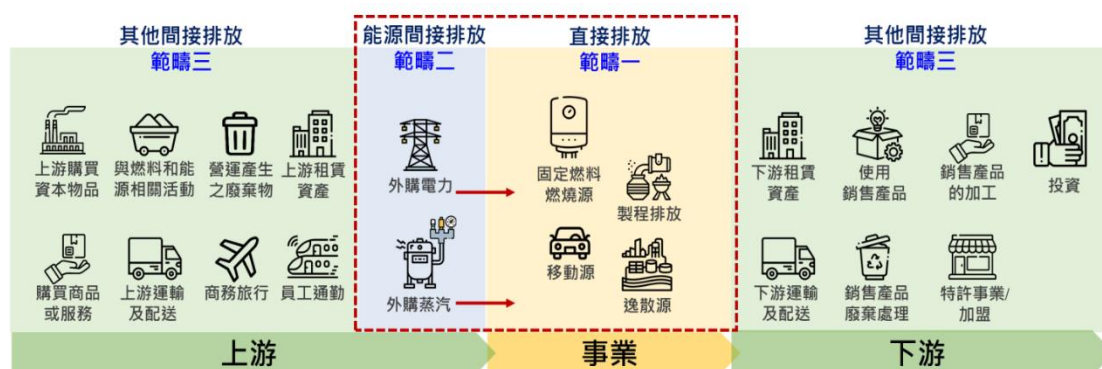 其他間接排放
範疇三
能源間接排放
範疇二
直接排放
範疇一
其他間接排放
範疇三
上游購買
資本物品
與燃料和能
源相關活動
營運產生
之廢棄物
上游租賃
資產
購買商品
或服務
上游運輸
及配送
商務旅行
員工通勤
外購電力
外購蒸汽
固定燃料
燃燒源
製程排放
移動源
逸散源
下游租賃
資產
使用
銷售產品
銷售產品
的加工
投資
下游運輸
及配送
銷售產品
廢棄處理
特許事業/
加盟
上游
事業
下游